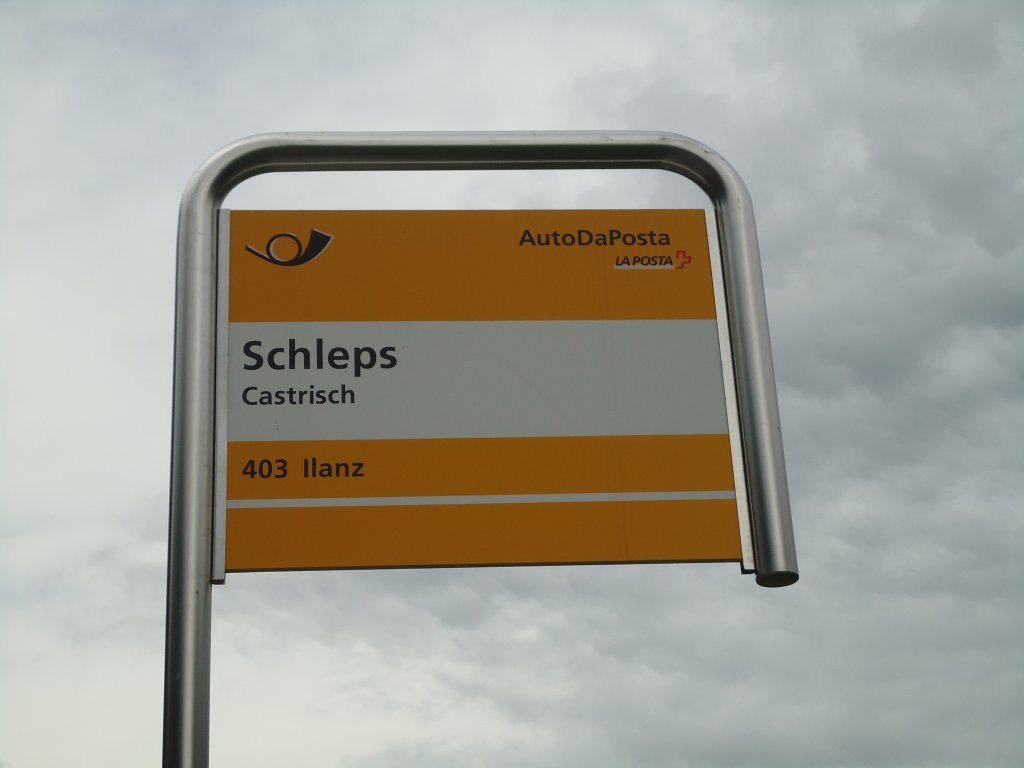 AutoDaPosta
LA POSTA
Schleps
Castrisch
403 Ilanz